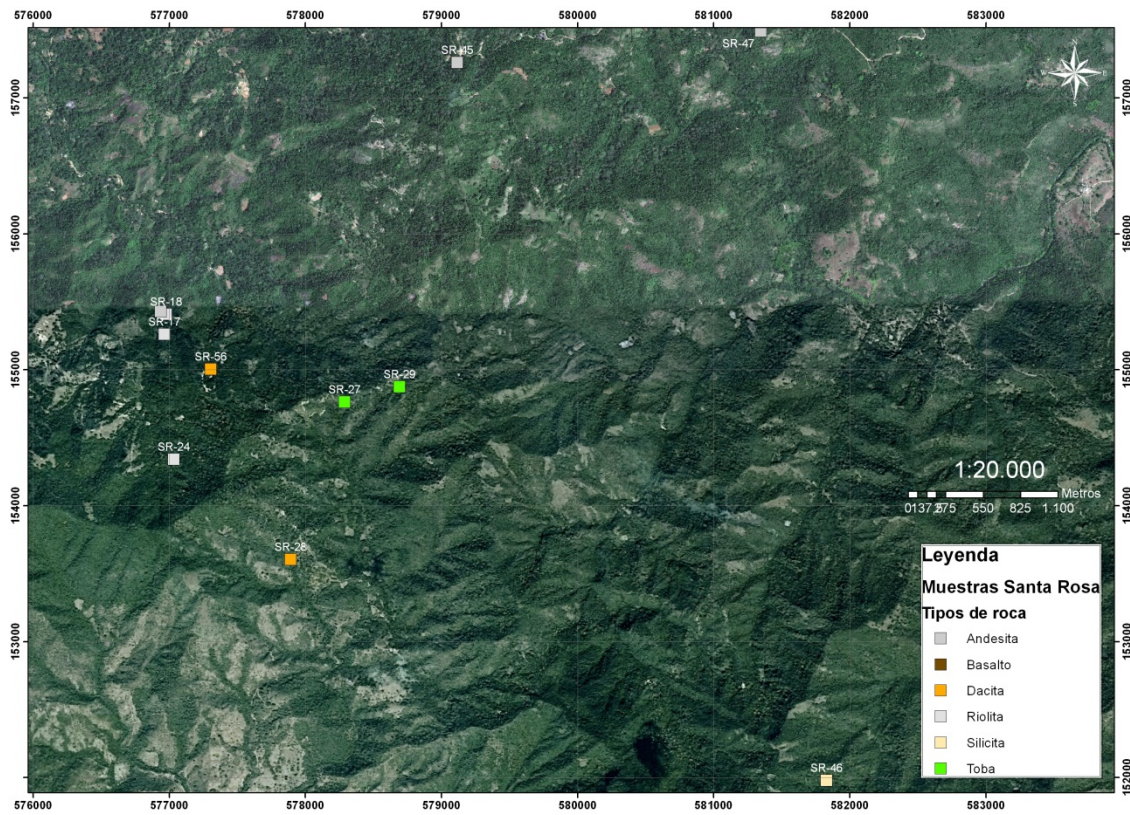 576000 577000 578000 579000 580000 581000 582000 583000
SR-45
SR-47
157000 157000
156000 156000
SR-18
SR-17
155000 155000
SR-56
SR-29
SR-27
SR-24
1:20.000
Metros
550 825 1.100
154000 154000
SR-28
Leyenda
Muestras Santa Rosa
Tipos de roca
Andesita
Basalto
Dacita
Riolita
Silicita
Toba
153000 153000
SR-46
152000 152000
576000 577000 578000 579000 580000 581000 582000 583000